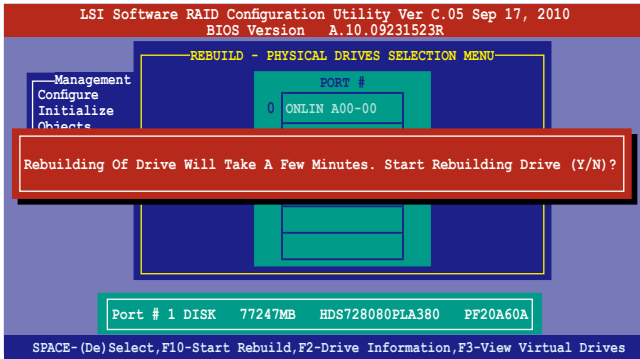 LSI Software RAID Configuration Utility Ver C.05 Sep 17, 2010
BIOS Version A.10.09231523R
REBUILD - PHYSICAL DRIVES SELECTION MENU
Management
PORT #
Configure
Initialize
0 ONLIN A00-00
Objects
Rebuilding Of Drive Will Take A Few Minutes. Start Rebuilding Drive (Y/N)?
Port # 1 DISK 77247MB HDS728080PLA380 PF20A60A
SPACE-(De)Select,F10-Start Rebuild,F2-Drive Information,F3-View Virtual Drives